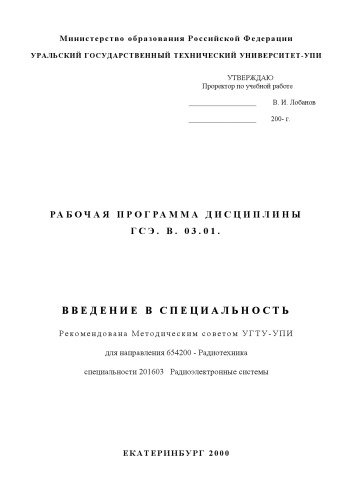 Министерство образования Российской Федерации
УРАЛЬСКИЙ ГОСУДАРСТВЕННЫЙ ТЕХНИЧЕСКИЙ УНИВЕРСИТЕТ-УПИ
УТВЕРЖДАЮ
Проректор по учебной работе
____________________ В. И. Лобанов
____________________ 200- г.
РАБОЧАЯ ПРОГРАММА ДИСЦИПЛИНЫ
ГСЭ. В. 03.01.
ВВЕДЕНИЕ В СПЕЦИАЛЬНОСТЬ
Рекомендована Методическим советом УГТУ-УПИ
для направления 654200 - Радиотехника
специальности 201603 Радиоэлектронные системы
ЕКАТЕРИНБУРГ 2000